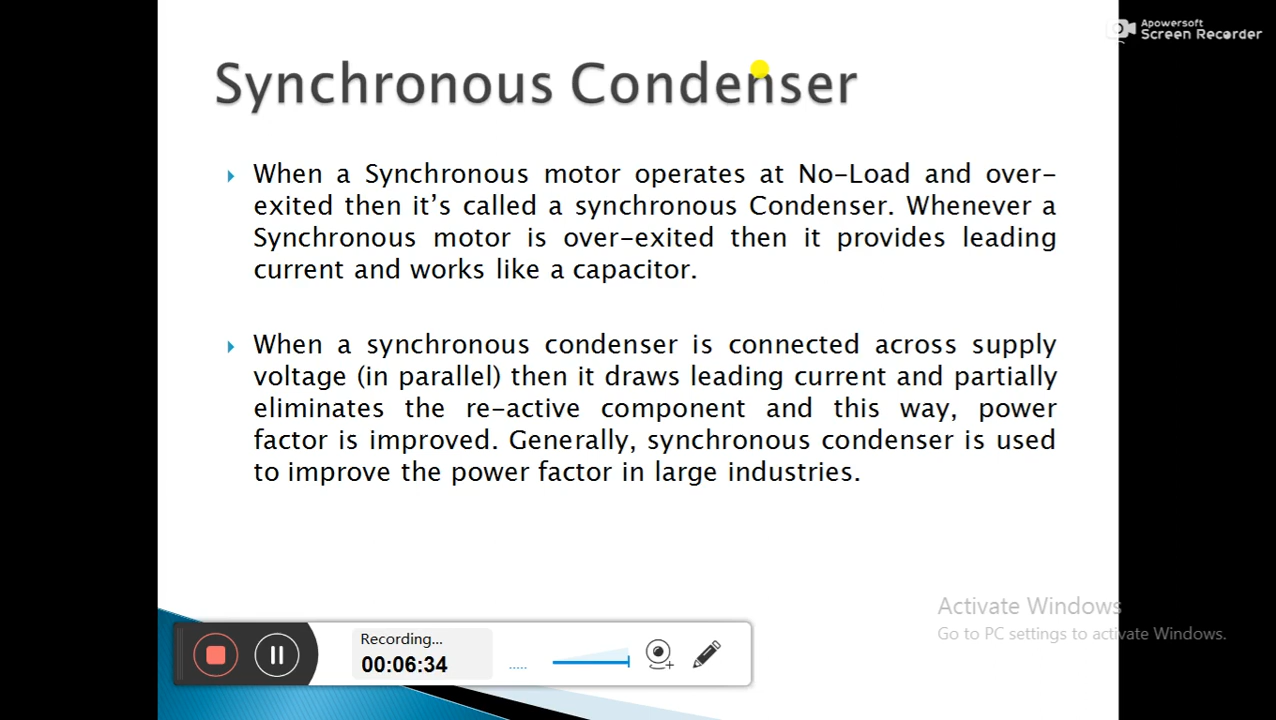 Apowersoft
Screen Recorder
Synchronous Condenser
When a Synchronous motor operates at No-Load and over-
exited then it's called a synchronous Condenser. Whenever a
Synchronous motor is over-exited then it provides leading
current and works like a capacitor.
When a synchronous condenser is connected across supply
voltage (in parallel) then it draws leading current and partially
eliminates the re-active component and this way, power
factor is improved. Generally, synchronous condenser is used
to improve the power factor in large industries.
Activate Windows
Go to PC settings to activate Windows.
Recording...
00:06:34